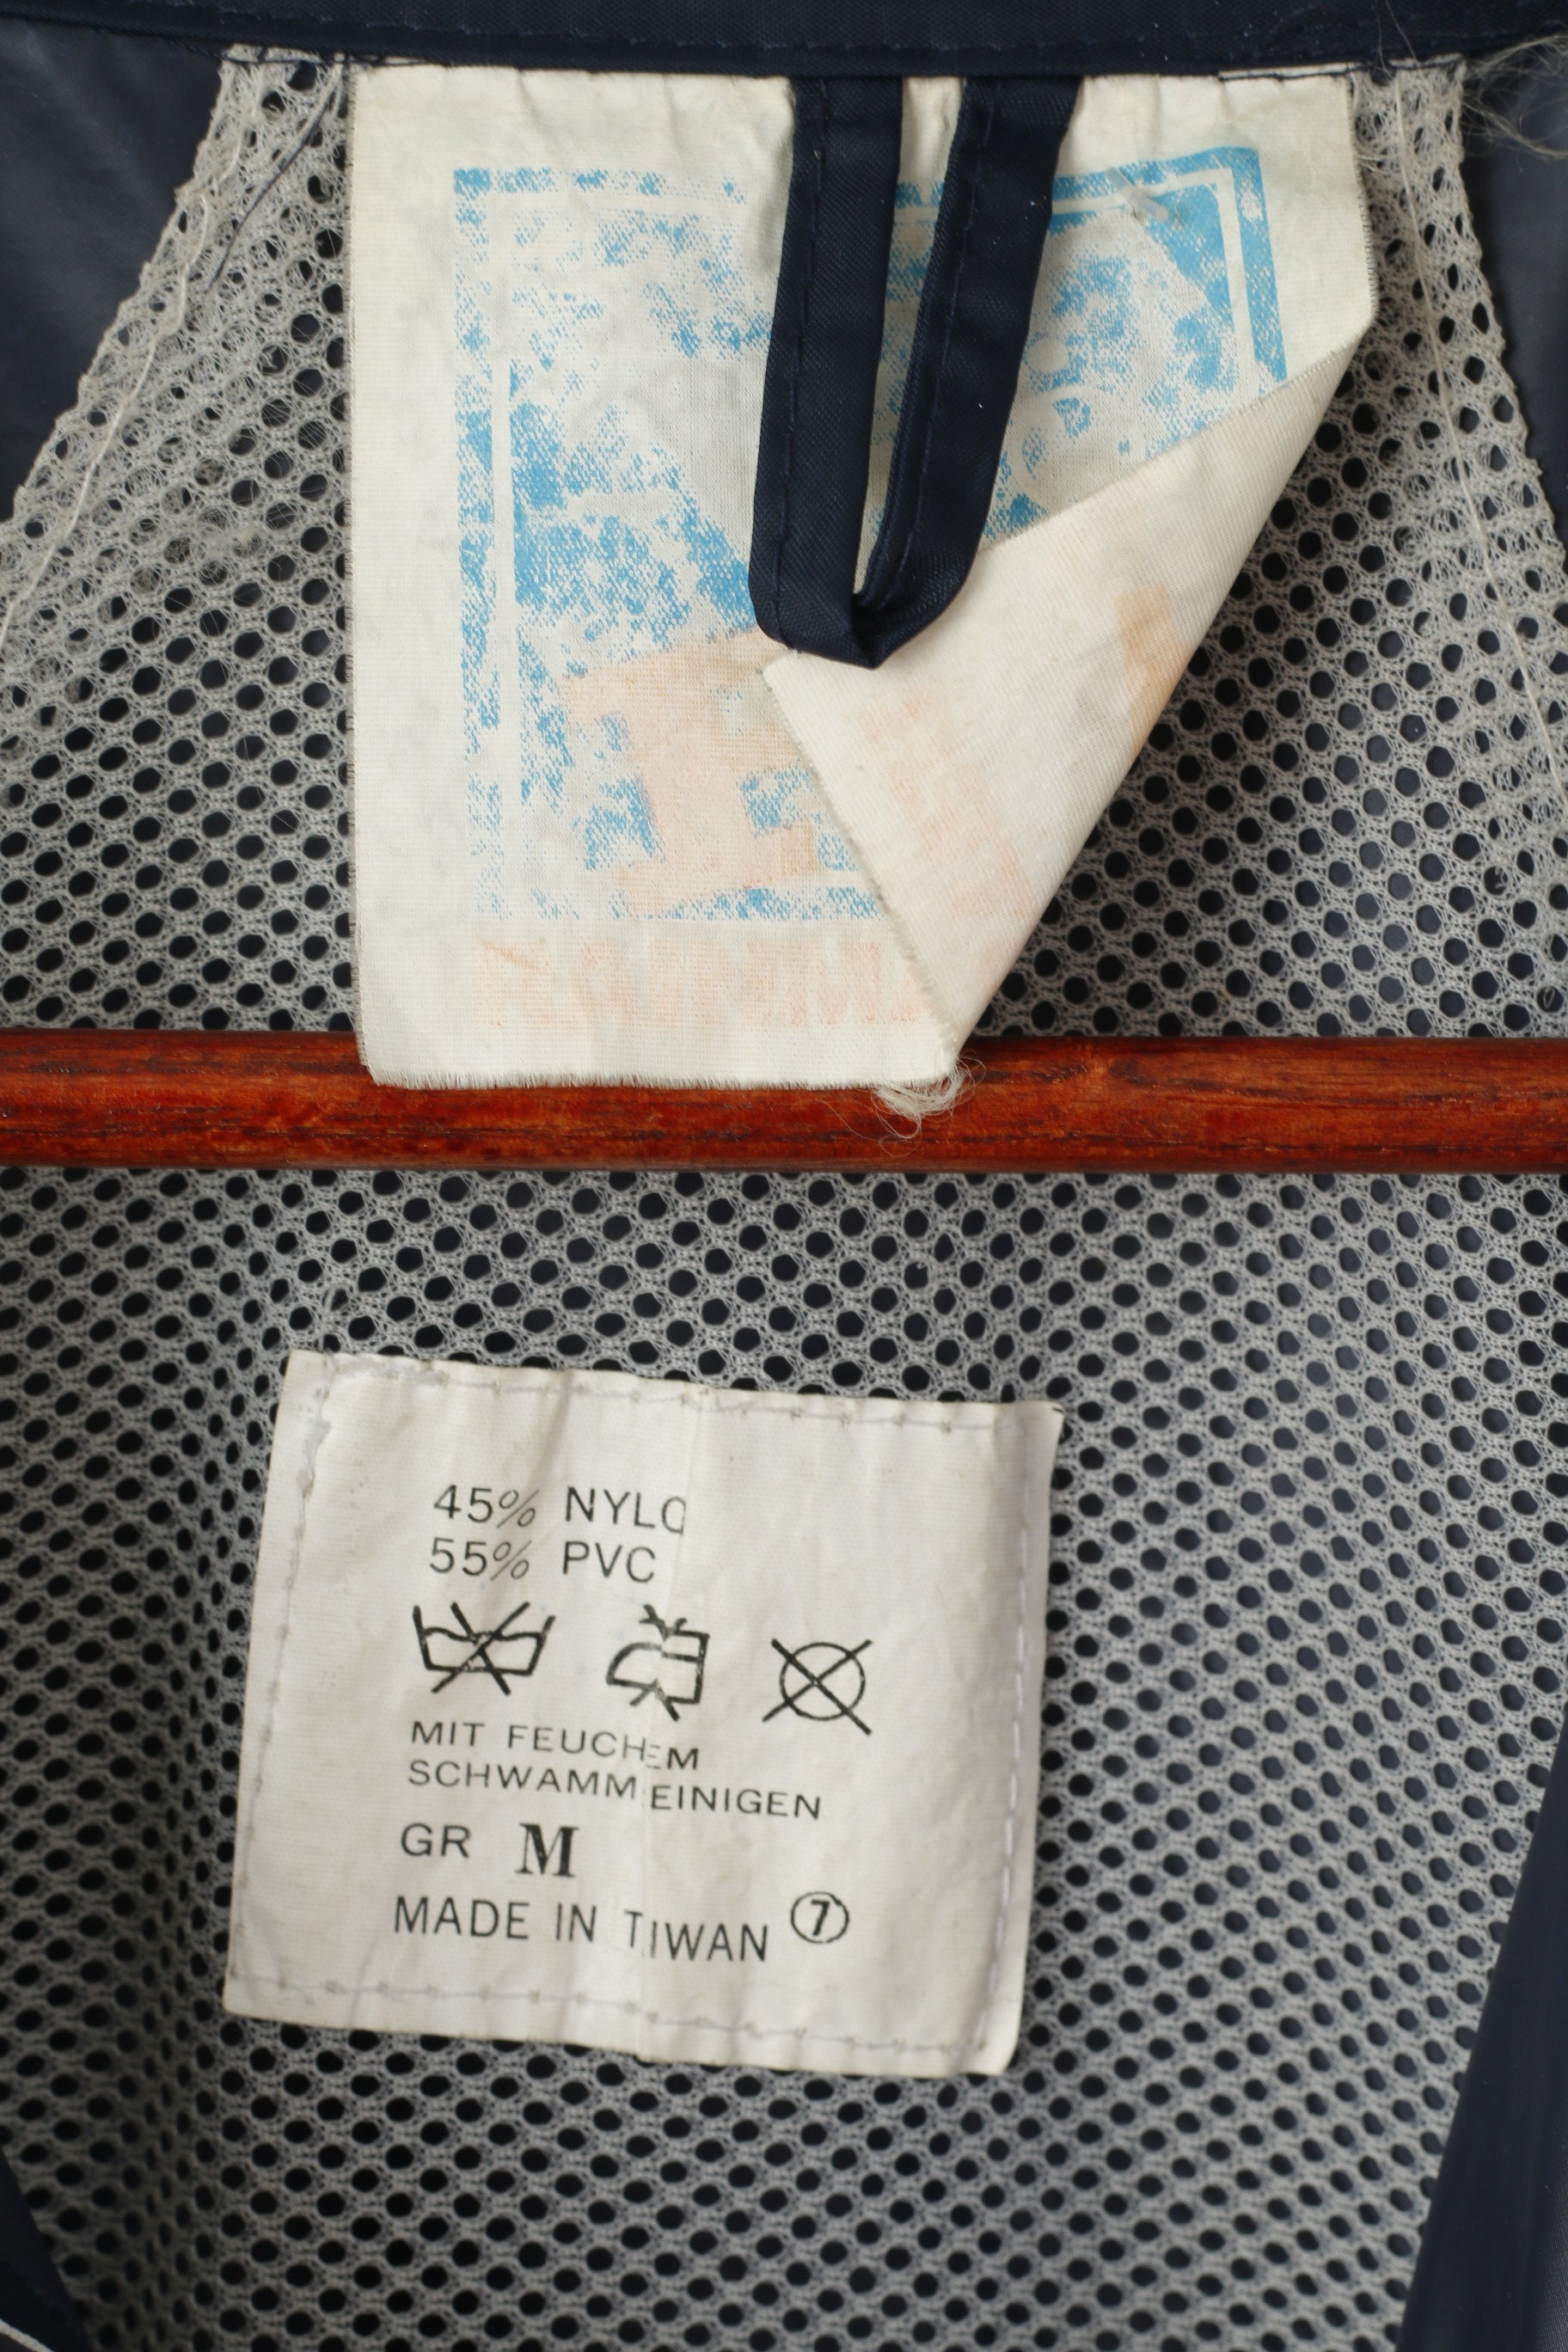 45% NYLO
55% PVC
MIT FEUCHEM
SCHWAMM EINIGEN
GR M
MADE IN TIWAN 7